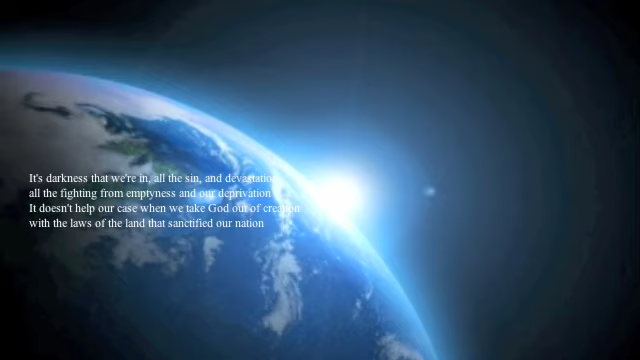 It's darkness that we're in, all the sin, and devastation
all the fighting from emptyness and our deprivation
It doesn't help our case when we take God out of creation
with the laws of the land that sanctified our nation